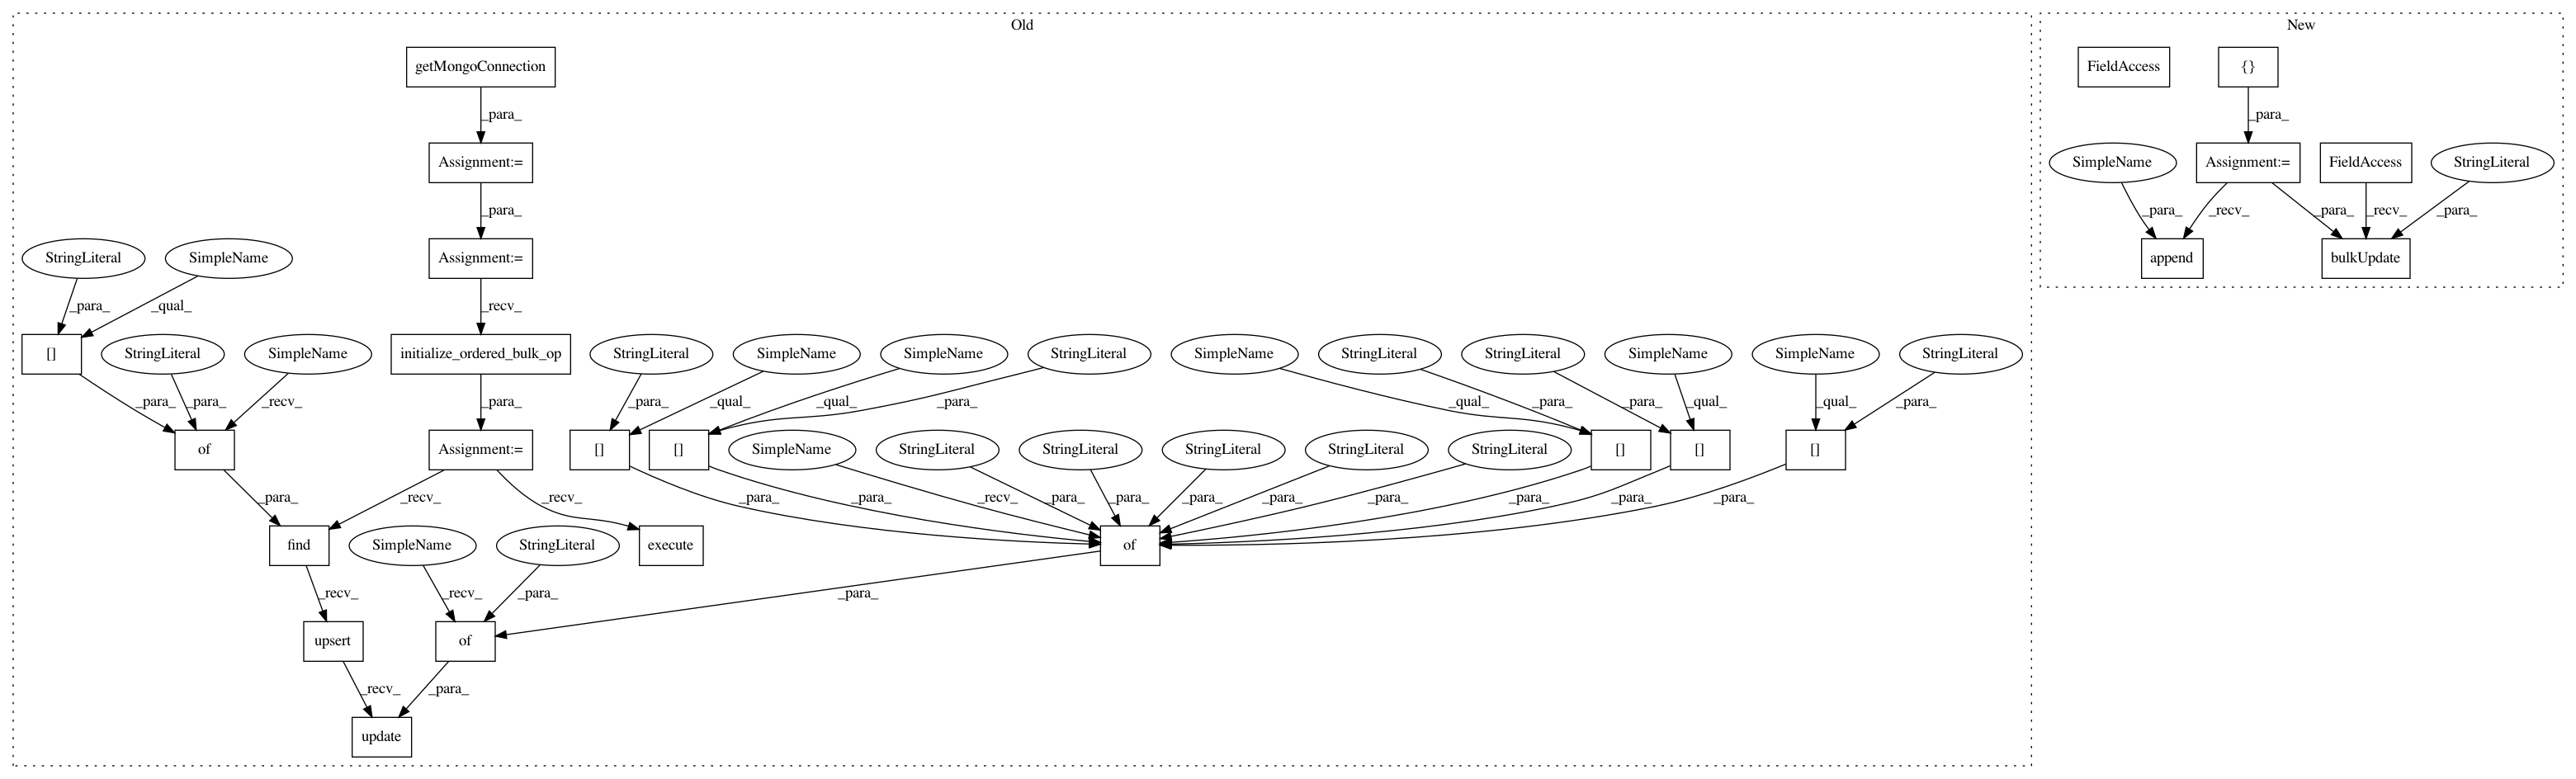 Old
New
getMongoConnection
FieldAccess
{}
_para_
_para_
Assignment:=
SimpleName
Assignment:=
FieldAccess
StringLiteral
_para_
_para_
_recv_
_para_
_recv_
_para_
StringLiteral
SimpleName
Assignment:=
append
bulkUpdate
_para_
_qual_
_recv_
[]
StringLiteral
SimpleName
initialize_ordered_bulk_op
StringLiteral
SimpleName
SimpleName
StringLiteral
SimpleName
StringLiteral
StringLiteral
SimpleName
SimpleName
StringLiteral
_para_
_para_
_recv_
_para_
_para_
_qual_
_qual_
_para_
_qual_
_para_
_para_
_qual_
_qual_
_para_
of
Assignment:=
[]
[]
SimpleName
StringLiteral
StringLiteral
StringLiteral
StringLiteral
StringLiteral
[]
[]
[]
_para_
_recv_
_recv_
_para_
_para_
_recv_
_para_
_para_
_para_
_para_
_para_
_para_
_para_
_para_
find
SimpleName
StringLiteral
execute
of
_recv_
_recv_
_para_
_para_
upsert
of
_recv_
_para_
update